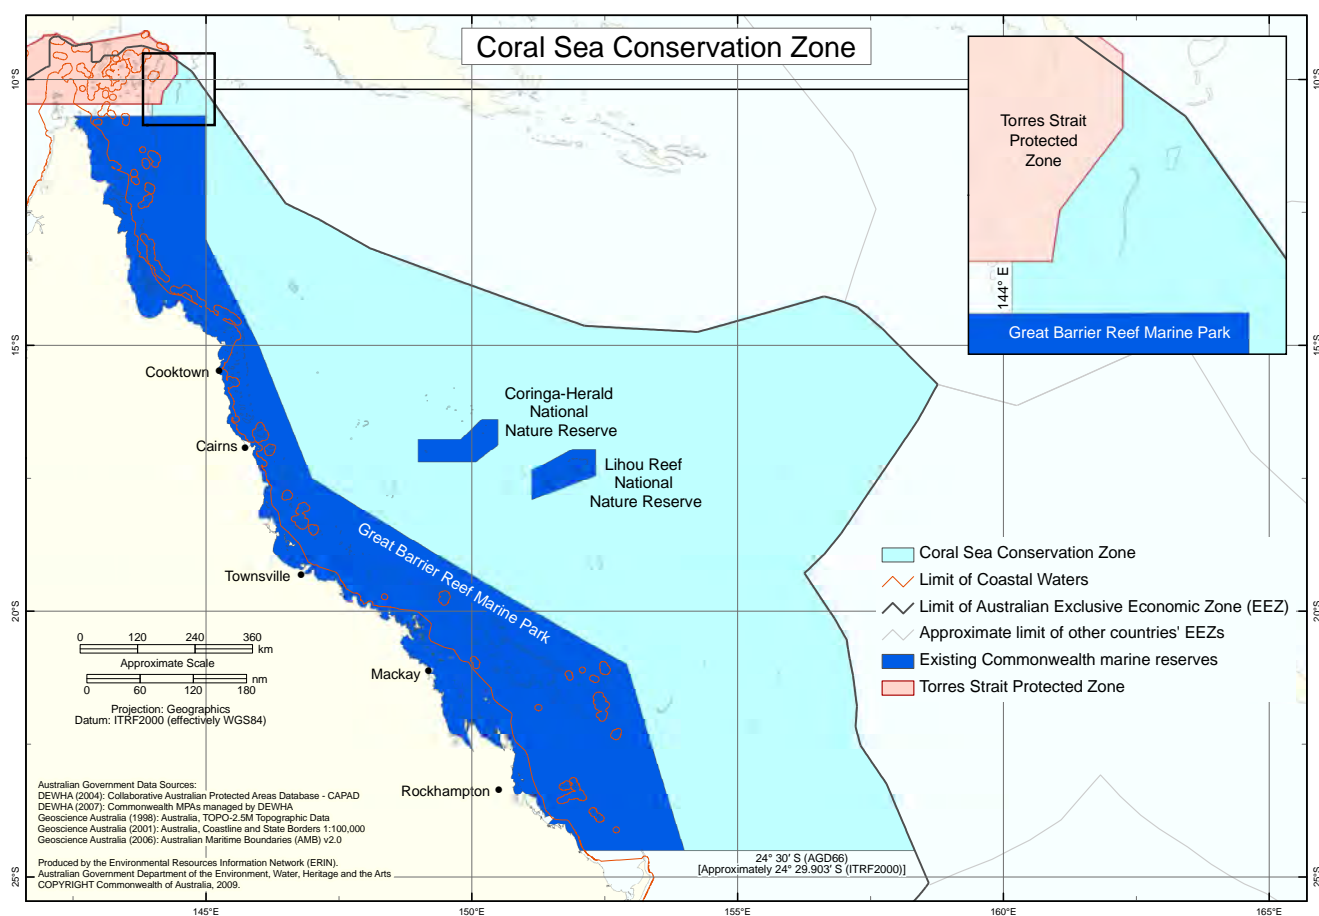 Coral Sea Conservation Zone
10°S
10°S
Torres Strait
Protected
Zone
144° E
Great Barrier Reef Marine Park
15°S
15°S
Cooktown
Coringa-Herald
National
Nature Reserve
Cairns
Lihou Reef
National
Nature Reserve
Great Barrier Reef Marine Park
Townsville
20°S
20°S
Coral Sea Conservation Zone
Limit of Coastal Waters
Limit of Australian Exclusive Economic Zone (EEZ)
Approximate limit of other countries' EEZs
Existing Commonwealth marine reserves
Torres Strait Protected Zone
0 120 240 360
km
Approximate Scale
nm
0 60 120 180
Projection: Geographics
Datum: ITRF2000 (effectively WGS84)
Mackay
Rockhampton
Australian Government Data Sources:
DEWHA (2004): Collaborative Australian Protected Areas Database - CAPAD
DEWHA (2007): Commonwealth MPAs managed by DEWHA
Geoscience Australia (1998): Australia, TOPO-2.5M Topographic Data
Geoscience Australia (2001): Australia, Coastline and State Borders 1:100,000
Geoscience Australia (2006): Australian Maritime Boundaries (AMB) v2.0
Produced by the Environmental Resources Information Network (ERIN).
Australian Government Department of the Environment, Water, Heritage and the Arts
COPYRIGHT Commonwealth of Australia, 2009.
24° 30' S (AGD66)
[Approximately 24° 29.903' S (ITRF2000)]
25°S
25°S
145°E
150°E
155°E
160°E
165°E